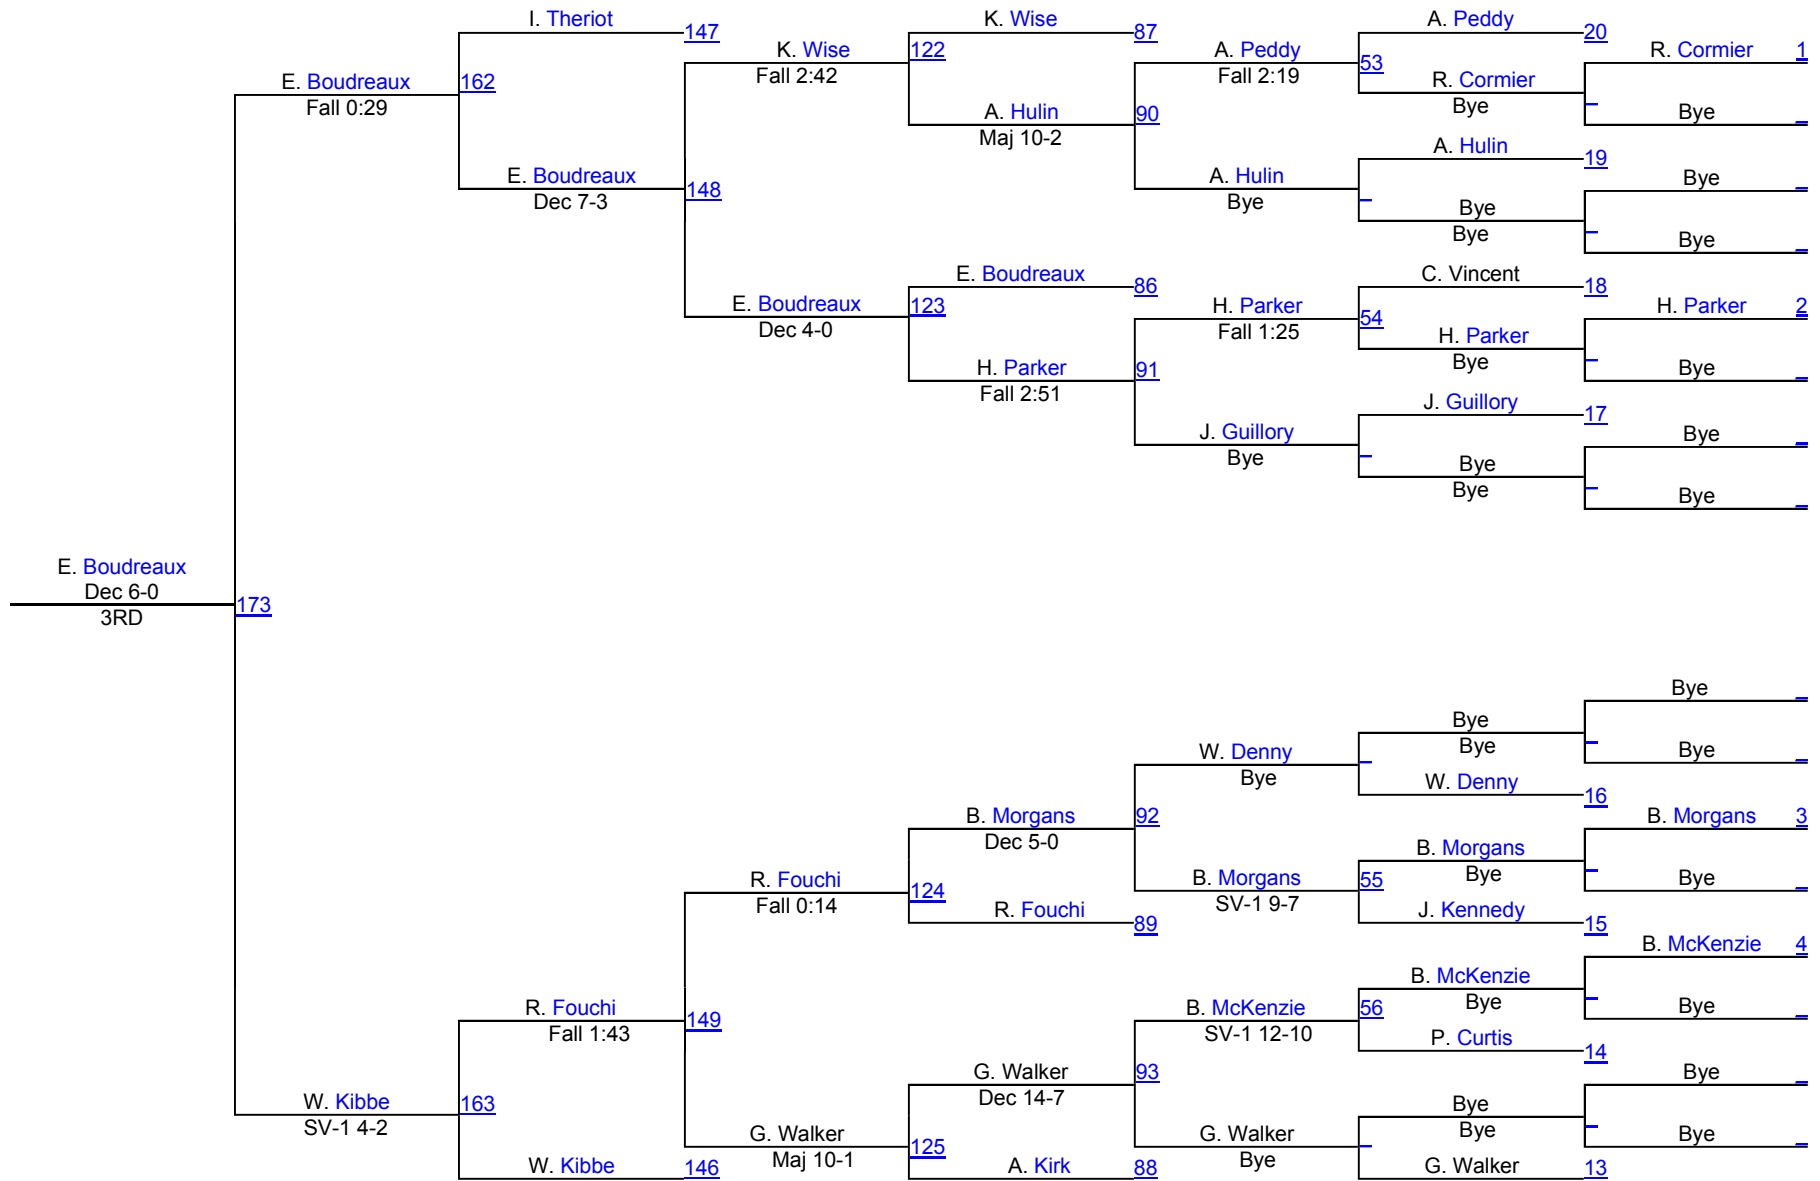 I. Theriot
K. Wise
A. Peddy
147
87
20
K. Wise
122
A. Peddy
R. Cormier
1
Fall 2:42
Fall 2:19
53
E. Boudreaux
162
R. Cormier
Fall 0:29
Bye
A. Hulin
90
Bye
Maj 10-2
A. Hulin
19
E. Boudreaux
148
A. Hulin
Bye
Dec 7-3
Bye
Bye
Bye
Bye
E. Boudreaux
C. Vincent
86
18
E. Boudreaux
123
H. Parker
H. Parker
2
Dec 4-0
Fall 1:25
54
H. Parker
Bye
H. Parker
91
Bye
Fall 2:51
J. Guillory
17
J. Guillory
Bye
Bye
Bye
Bye
Bye
E. Boudreaux
Dec 6-0
173
3RD
Bye
Bye
Bye
W. Denny
Bye
Bye
W. Denny
16
B. Morgans
92
B. Morgans
3
Dec 5-0
B. Morgans
Bye
R. Fouchi
124
B. Morgans
55
Bye
Fall 0:14
SV-1 9-7
R. Fouchi
89
J. Kennedy
15
B. McKenzie
4
B. McKenzie
Bye
R. Fouchi
149
B. McKenzie
56
Bye
Fall 1:43
SV-1 12-10
P. Curtis
14
G. Walker
93
Bye
Dec 14-7
W. Kibbe
163
Bye
SV-1 4-2
Bye
G. Walker
125
G. Walker
Bye
Maj 10-1
Bye
W. Kibbe
146
A. Kirk
88
G. Walker
13